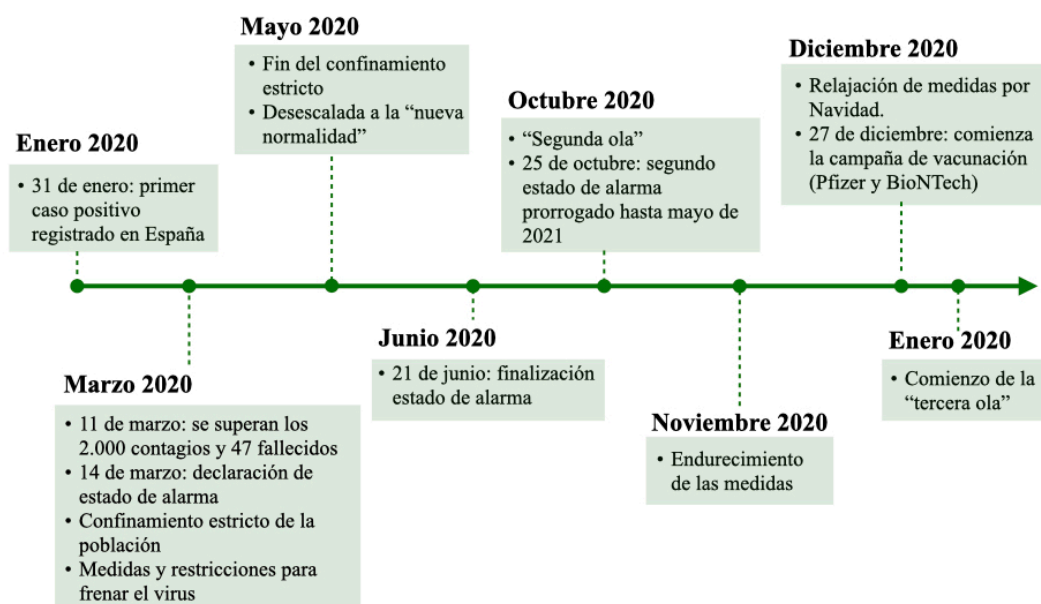 Enero 2020
• 31 de enero: primer
caso positivo
registrado en España
Marzo 2020
• 11 de marzo: se superan los
2.000 contagios y 47 fallecidos
• 14 de marzo: declaración de
estado de alarma
• Confinamiento estricto de la
población
• Medidas y restricciones para
frenar el virus
Mayo 2020
• Fin del confinamiento
estricto
• Desescalada a la “nueva
normalidad”
Junio 2020
• 21 de junio: finalización
estado de alarma
Octubre 2020
• “Segunda ola”
• 25 de octubre: segundo
estado de alarma
prorrogado hasta mayo de
2021
Noviembre 2020
• Endurecimiento
de las medidas
Diciembre 2020
• Relajación de medidas por
Navidad.
• 27 de diciembre: comienza
la campaña de vacunación
(Pfizer y BioNTech)
Enero 2020
• Comienzo de la
“tercera ola”